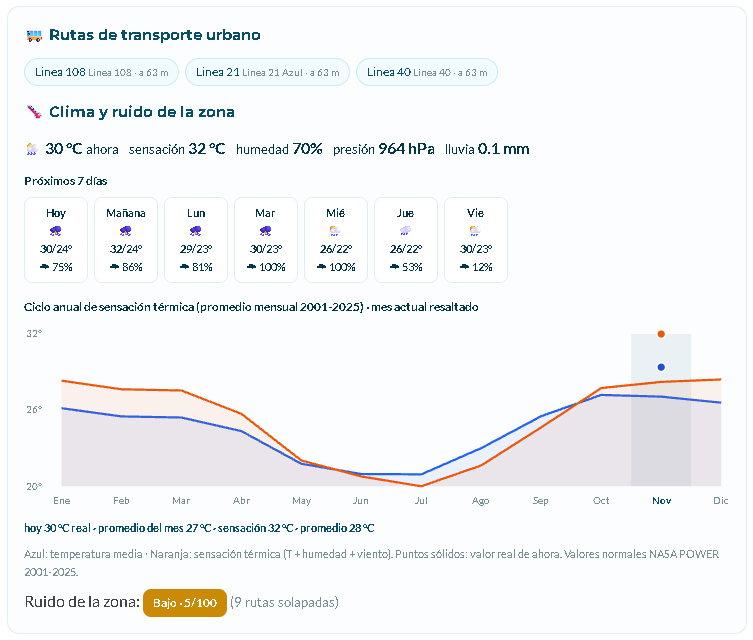 Rutas de transporte urbano
Linea 108 Linea 108 · a 63 m Linea 21 Linea 21 Azul · a 63 m Linea 40 Linea 40 · a 63 m
Clima y ruido de la zona
30 °C ahora sensación 32 °C humedad 70% presión 964 hPa lluvia 0.1 mm
Próximos 7 días
Hoy Mañana Lun Mar Mié Jue Vie
30/24° 32/24° 29/23° 30/23° 26/22° 26/22° 30/23°
75% 86% 81% 100% 100% 53% 12%
Ciclo anual de sensación térmica (promedio mensual 2001-2025) · mes actual resaltado
32°
26°
20°
Ene Feb Mar Abr May Jun Jul Ago Sep Oct Nov Dic
hoy 30 °C real · promedio del mes 27 °C · sensación 32 °C · promedio 28 °C
Azul: temperatura media · Naranja: sensación térmica (T + humedad + viento). Puntos sólidos: valor real de ahora. Valores normales NASA POWER
2001-2025.
Ruido de la zona: Bajo · 5/100 (9 rutas solapadas)